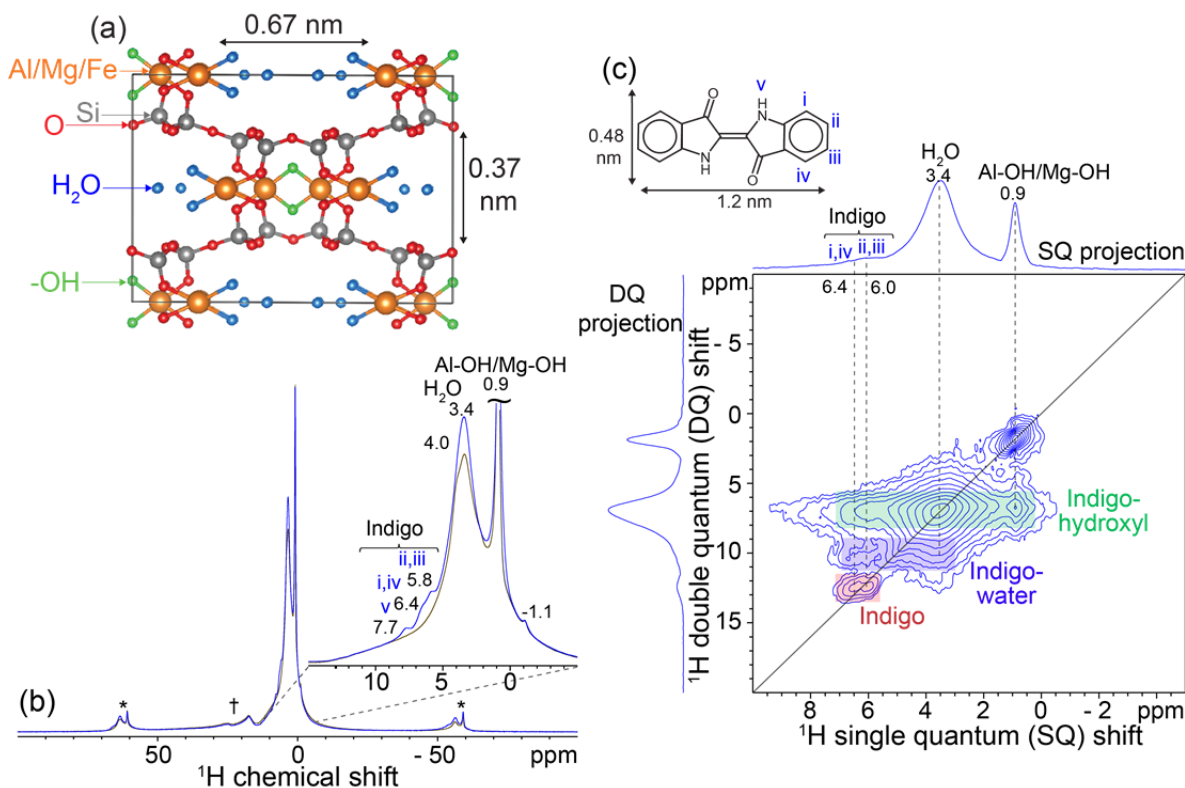 (a)
0.67 nm
Al/Mg/Fe
Si
O
H₂O
-OH
0.37
nm
(c)
0.48
nm
1.2 nm
O
H
N
v
i
ii
iii
iv
N
H
O
H₂O
3.4
Al-OH/Mg-OH
0.9
Indigo
i,iv ii,iii
SQ projection
6.4
6.0
DQ
projection
ppm
- 5
0
5
10
15
¹H double quantum (DQ) shift
Indigo-
hydroxyl
Indigo-
water
Indigo
8 6 4 2 0 - 2 ppm
¹H single quantum (SQ) shift
(b)
Al-OH/Mg-OH
H₂O 0.9
3.4
4.0
Indigo
ii,iii
i,iv 5.8
v 6.4
7.7
-1.1
10 5 0
* † *
50 0 - 50 ppm
¹H chemical shift